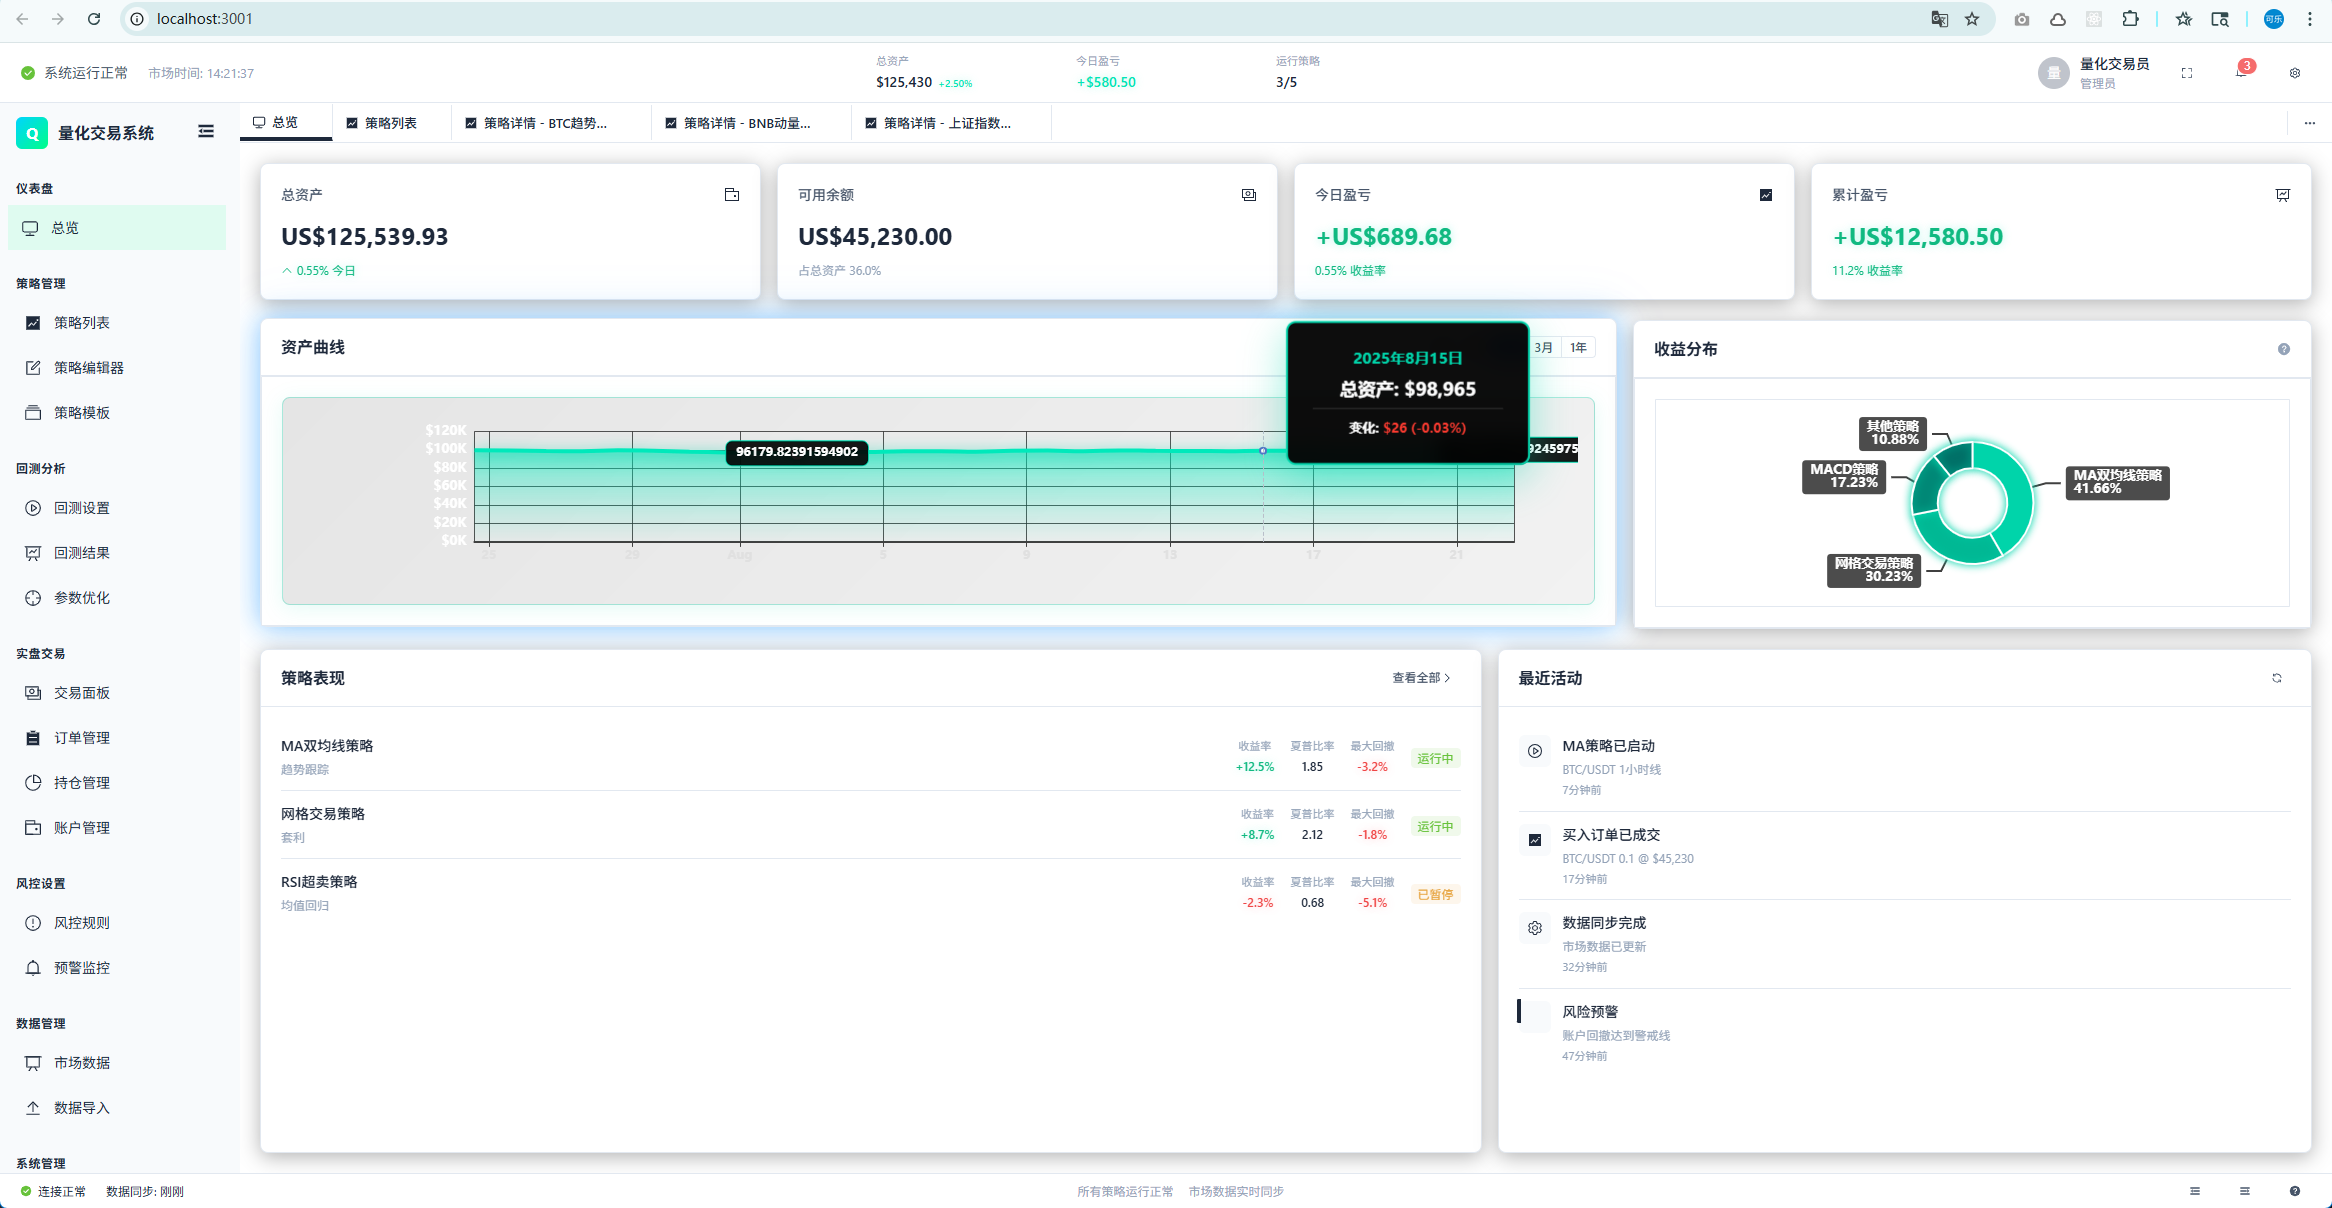 localhost:3001
可乐
系统运行正常
市场时间: 14:21:37
总资产
$125,430 +2.50%
今日盈亏
+$580.50
运行策略
3/5
量
量化交易员
管理员
3
Q 量化交易系统
总览
策略列表
策略详情 - BTC趋势...
策略详情 - BNB动量...
策略详情 - 上证指数...
仪表盘
总览
策略管理
策略列表
策略编辑器
策略模板
回测分析
回测设置
回测结果
参数优化
实盘交易
交易面板
订单管理
持仓管理
账户管理
风控设置
风控规则
预警监控
数据管理
市场数据
数据导入
系统管理
总资产
US$125,539.93
0.55% 今日
可用余额
US$45,230.00
占总资产 36.0%
今日盈亏
+US$689.68
0.55% 收益率
累计盈亏
+US$12,580.50
11.2% 收益率
资产曲线
3月
1年
2025年8月15日
总资产: $98,965
变化: $26 (-0.03%)
$120K
$100K
$80K
$60K
$40K
$20K
$0K
96179.82391594902
9245975
25
29
Aug
5
9
13
17
21
收益分布
其他策略
10.88%
MACD策略
17.23%
MA双均线策略
41.66%
网格交易策略
30.23%
策略表现
查看全部
MA双均线策略
趋势跟踪
收益率
+12.5%
夏普比率
1.85
最大回撤
-3.2%
运行中
网格交易策略
套利
收益率
+8.7%
夏普比率
2.12
最大回撤
-1.8%
运行中
RSI超卖策略
均值回归
收益率
-2.3%
夏普比率
0.68
最大回撤
-5.1%
已暂停
最近活动
MA策略已启动
BTC/USDT 1小时线
7分钟前
买入订单已成交
BTC/USDT 0.1 @ $45,230
17分钟前
数据同步完成
市场数据已更新
32分钟前
风险预警
账户回撤达到警戒线
47分钟前
连接正常
数据同步: 刚刚
所有策略运行正常
市场数据实时同步